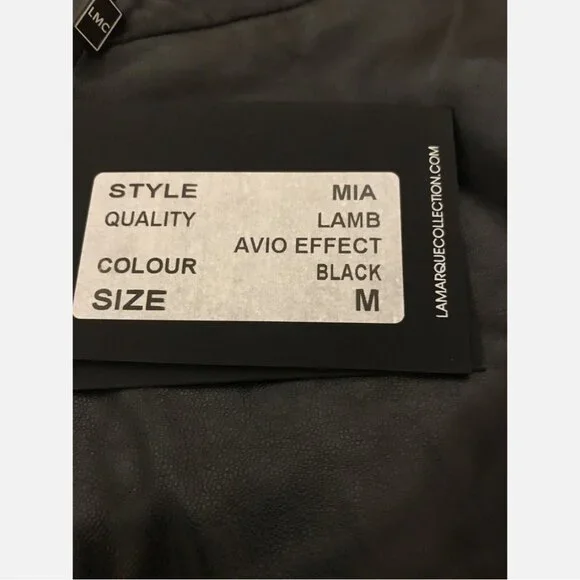 LMC
STYLE MIA
QUALITY LAMB
AVIO EFFECT
COLOUR BLACK
SIZE M
LAMARQUECOLLECTION.COM